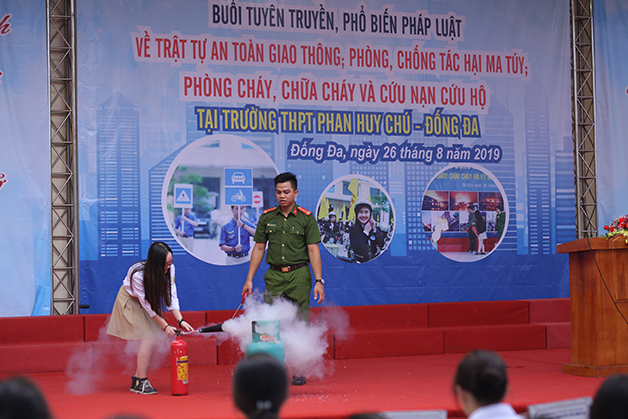 BUỔI TUYÊN TRUYỀN, PHỔ BIẾN PHÁP LUẬT
VỀ TRẬT TỰ AN TOÀN GIAO THÔNG; PHÒNG, CHỐNG TÁC HẠI MA TÚY;
PHÒNG CHÁY, CHỮA CHÁY VÀ CỨU NẠN CỨU HỘ
TẠI TRƯỜNG THPT PHAN HUY CHÚ - ĐỐNG ĐA
Đống Đa, ngày 26 tháng 8 năm 2019